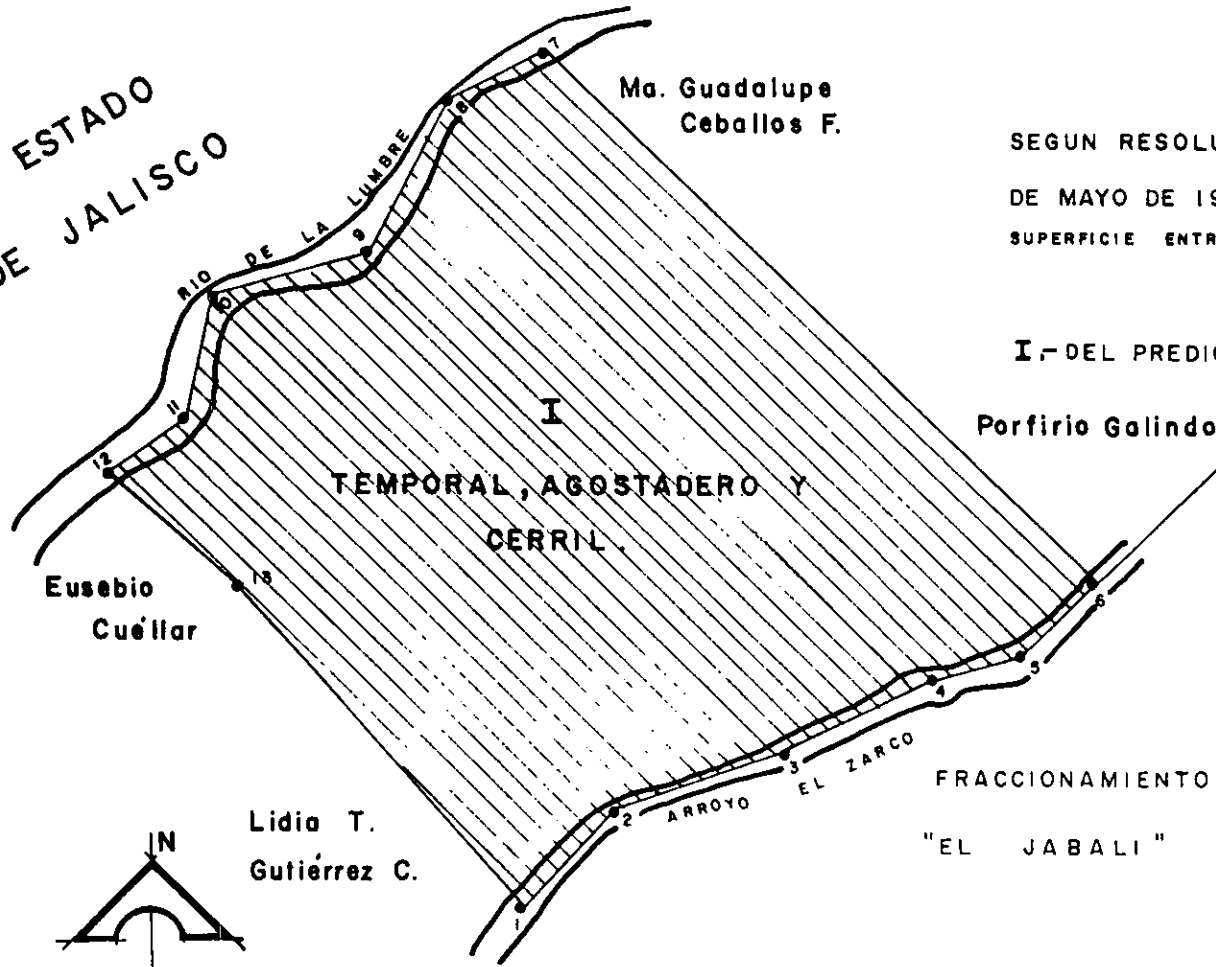 ESTADO
DE JALISCO
RIO DE LA LUMBRE
Ma. Guadalupe
Ceballos F.
SEGUN RESOLU
DE MAYO DE 19
SUPERFICIE ENTR
I.- DEL PREDIO
Porfirio Galindo
7
8
9
10
11
12
13
I
TEMPORAL, AGOSTADERO Y
CERRIL.
Eusebio
Cuéllar
6
5
4
3
2
1
ARROYO EL ZARCO
FRACCIONAMIENTO
"EL JABALI"
Lidia T.
Gutiérrez C.
N